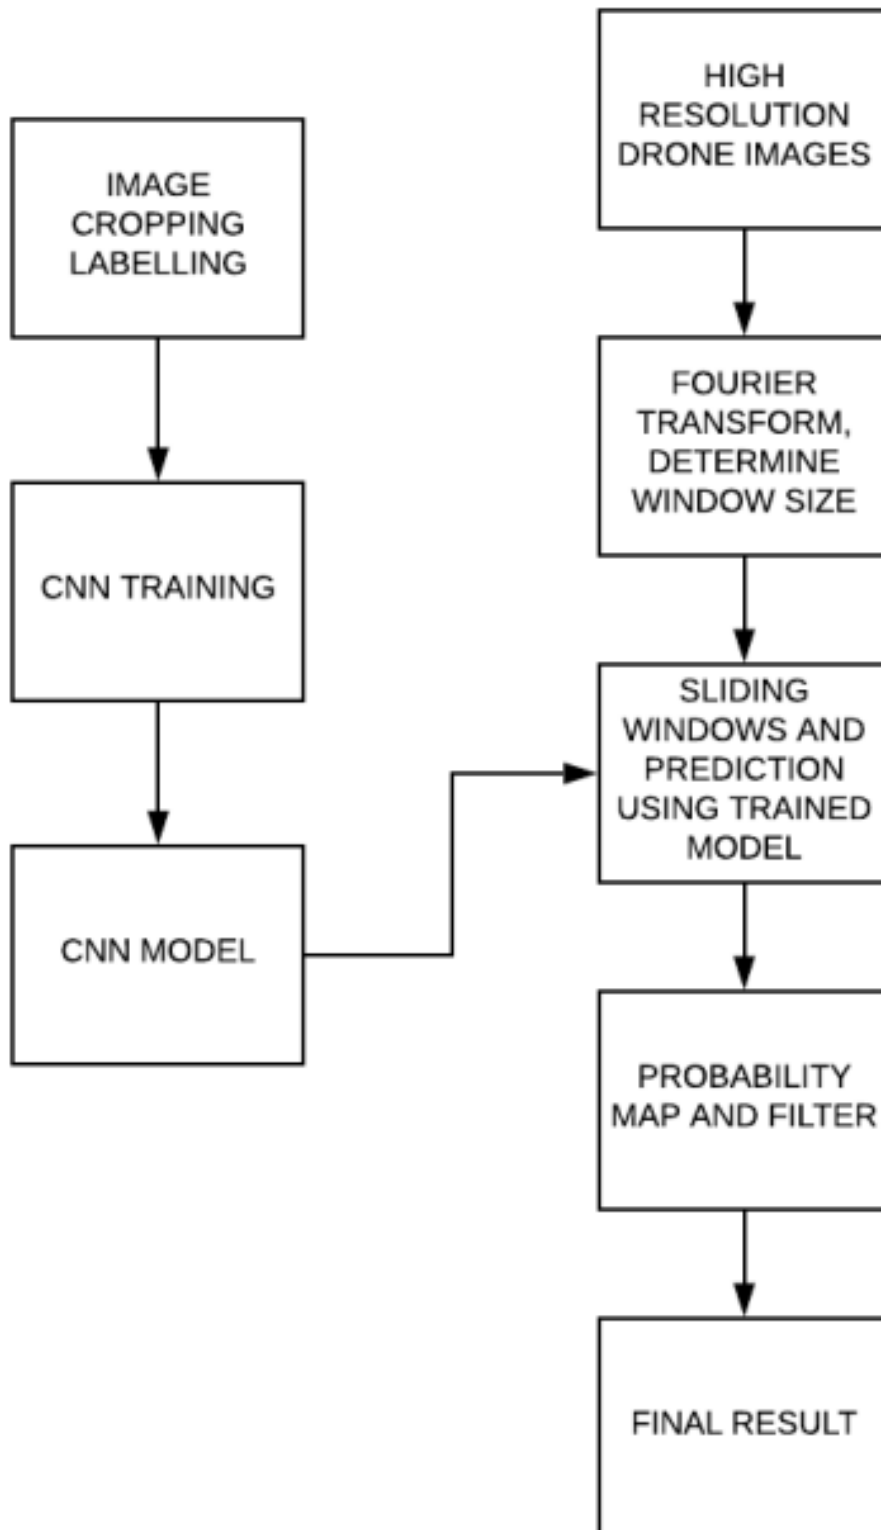 IMAGE
CROPPING
LABELLING
CNN TRAINING
CNN MODEL
HIGH
RESOLUTION
DRONE IMAGES
FOURIER
TRANSFORM,
DETERMINE
WINDOW SIZE
SLIDING
WINDOWS AND
PREDICTION
USING TRAINED
MODEL
PROBABILITY
MAP AND FILTER
FINAL RESULT